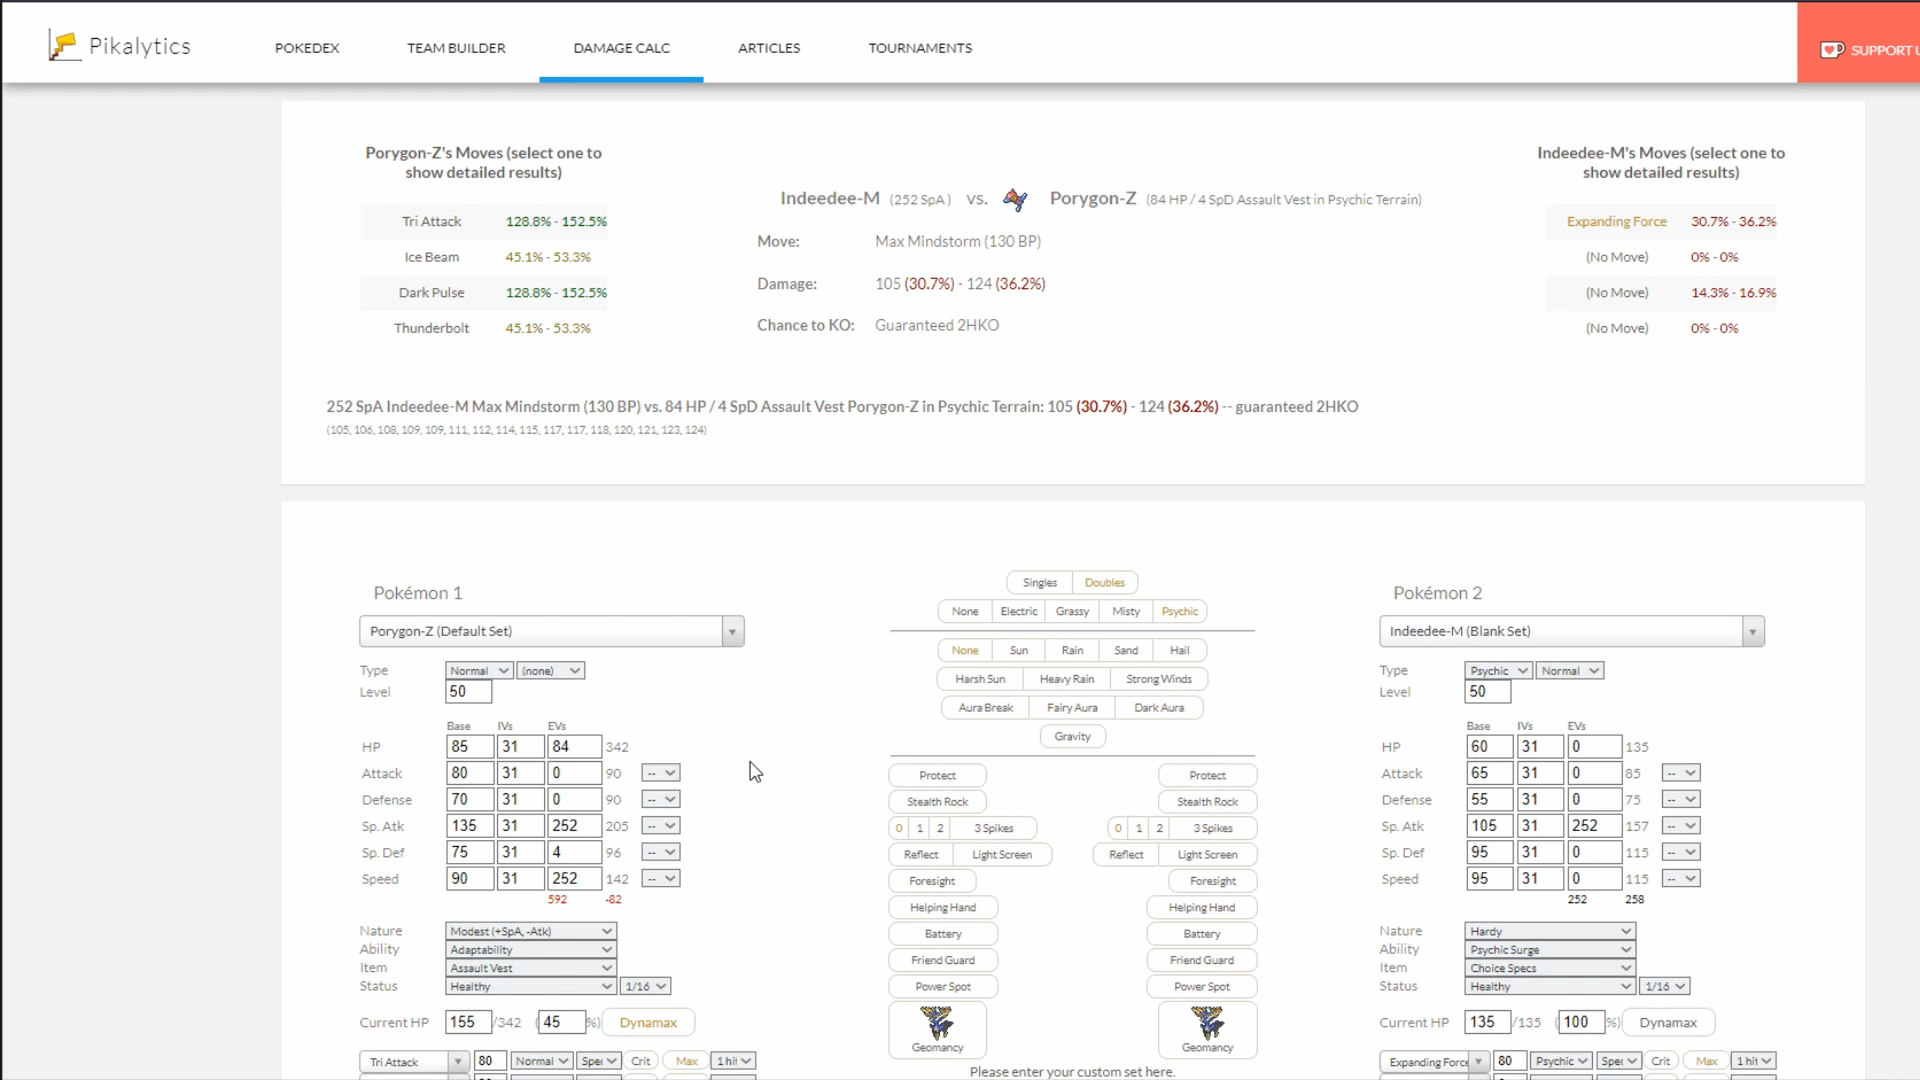 Pikalytics
POKEDEX
TEAM BUILDER
DAMAGE CALC
ARTICLES
TOURNAMENTS
SUPPORT U
Porygon-Z's Moves (select one to
show detailed results)
Tri Attack 128.8% - 152.5%
Ice Beam 45.1% - 53.3%
Dark Pulse 128.8% - 152.5%
Thunderbolt 45.1% - 53.3%
Indeedee-M (252 SpA) VS. Porygon-Z (84 HP / 4 SpD Assault Vest in Psychic Terrain)
Move: Max Mindstorm (130 BP)
Damage: 105 (30.7%) - 124 (36.2%)
Chance to KO: Guaranteed 2HKO
Indeedee-M's Moves (select one to
show detailed results)
Expanding Force 30.7% - 36.2%
(No Move) 0% - 0%
(No Move) 14.3% - 16.9%
(No Move) 0% - 0%
252 SpA Indeedee-M Max Mindstorm (130 BP) vs. 84 HP / 4 SpD Assault Vest Porygon-Z in Psychic Terrain: 105 (30.7%) - 124 (36.2%) -- guaranteed 2HKO
(105, 106, 108, 109, 109, 111, 112, 114, 115, 117, 117, 118, 120, 121, 123, 124)
Pokémon 1
Porygon-Z (Default Set)
Type Normal (none)
Level 50
Base IVs EVs
HP 85 31 84 342
Attack 80 31 0 90 --
Defense 70 31 0 90 --
Sp. Atk 135 31 252 205 --
Sp. Def 75 31 4 96 --
Speed 90 31 252 142 --
592 -82
Nature Modest (+SpA, -Atk)
Ability Adaptability
Item Assault Vest
Status Healthy 1/16
Current HP 155 /342 ( 45 %) Dynamax
Tri Attack 80 Normal Spec Crit Max 1 hit
Singles Doubles
None Electric Grassy Misty Psychic
None Sun Rain Sand Hail
Harsh Sun Heavy Rain Strong Winds
Aura Break Fairy Aura Dark Aura
Gravity
Protect Protect
Stealth Rock Stealth Rock
0 1 2 3 Spikes 0 1 2 3 Spikes
Reflect Light Screen Reflect Light Screen
Foresight Foresight
Helping Hand Helping Hand
Battery Battery
Friend Guard Friend Guard
Power Spot Power Spot
Geomancy Geomancy
Please enter your custom set here.
Pokémon 2
Indeedee-M (Blank Set)
Type Psychic Normal
Level 50
Base IVs EVs
HP 60 31 0 135
Attack 65 31 0 85 --
Defense 55 31 0 75 --
Sp. Atk 105 31 252 157 --
Sp. Def 95 31 0 115 --
Speed 95 31 0 115 --
252 258
Nature Hardy
Ability Psychic Surge
Item Choice Specs
Status Healthy 1/16
Current HP 135 /135 ( 100 %) Dynamax
Expanding Force 80 Psychic Spec Crit Max 1 hit